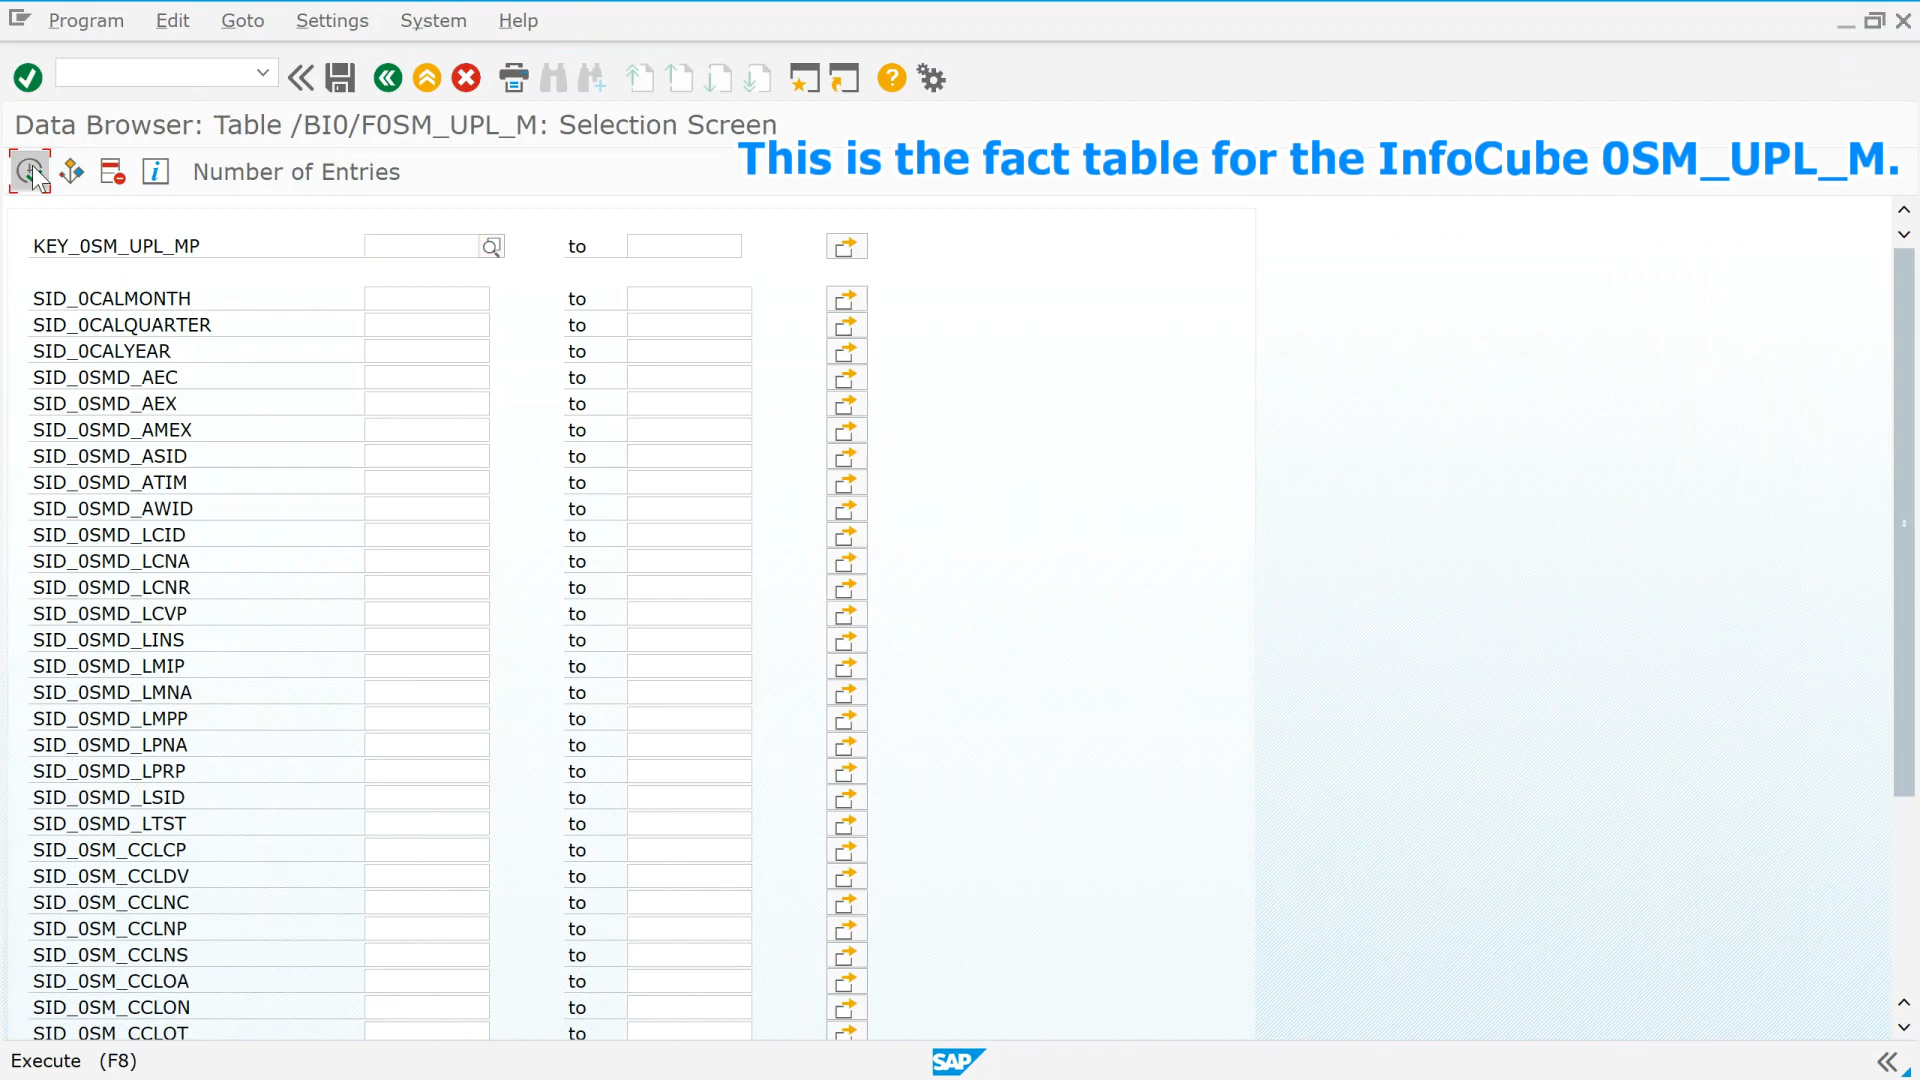 Program Edit Goto Settings System Help
Data Browser: Table /BI0/F0SM_UPL_M: Selection Screen
This is the fact table for the InfoCube 0SM_UPL_M.
Number of Entries
KEY_0SM_UPL_MP to
SID_0CALMONTH to
SID_0CALQUARTER to
SID_0CALYEAR to
SID_0SMD_AEC to
SID_0SMD_AEX to
SID_0SMD_AMEX to
SID_0SMD_ASID to
SID_0SMD_ATIM to
SID_0SMD_AWID to
SID_0SMD_LCID to
SID_0SMD_LCNA to
SID_0SMD_LCNR to
SID_0SMD_LCVP to
SID_0SMD_LINS to
SID_0SMD_LMIP to
SID_0SMD_LMNA to
SID_0SMD_LMPP to
SID_0SMD_LPNA to
SID_0SMD_LPRP to
SID_0SMD_LSID to
SID_0SMD_LTST to
SID_0SM_CCLCP to
SID_0SM_CCLDV to
SID_0SM_CCLNC to
SID_0SM_CCLNP to
SID_0SM_CCLNS to
SID_0SM_CCLOA to
SID_0SM_CCLON to
SID_0SM_CCLOT to
Execute (F8) SAP